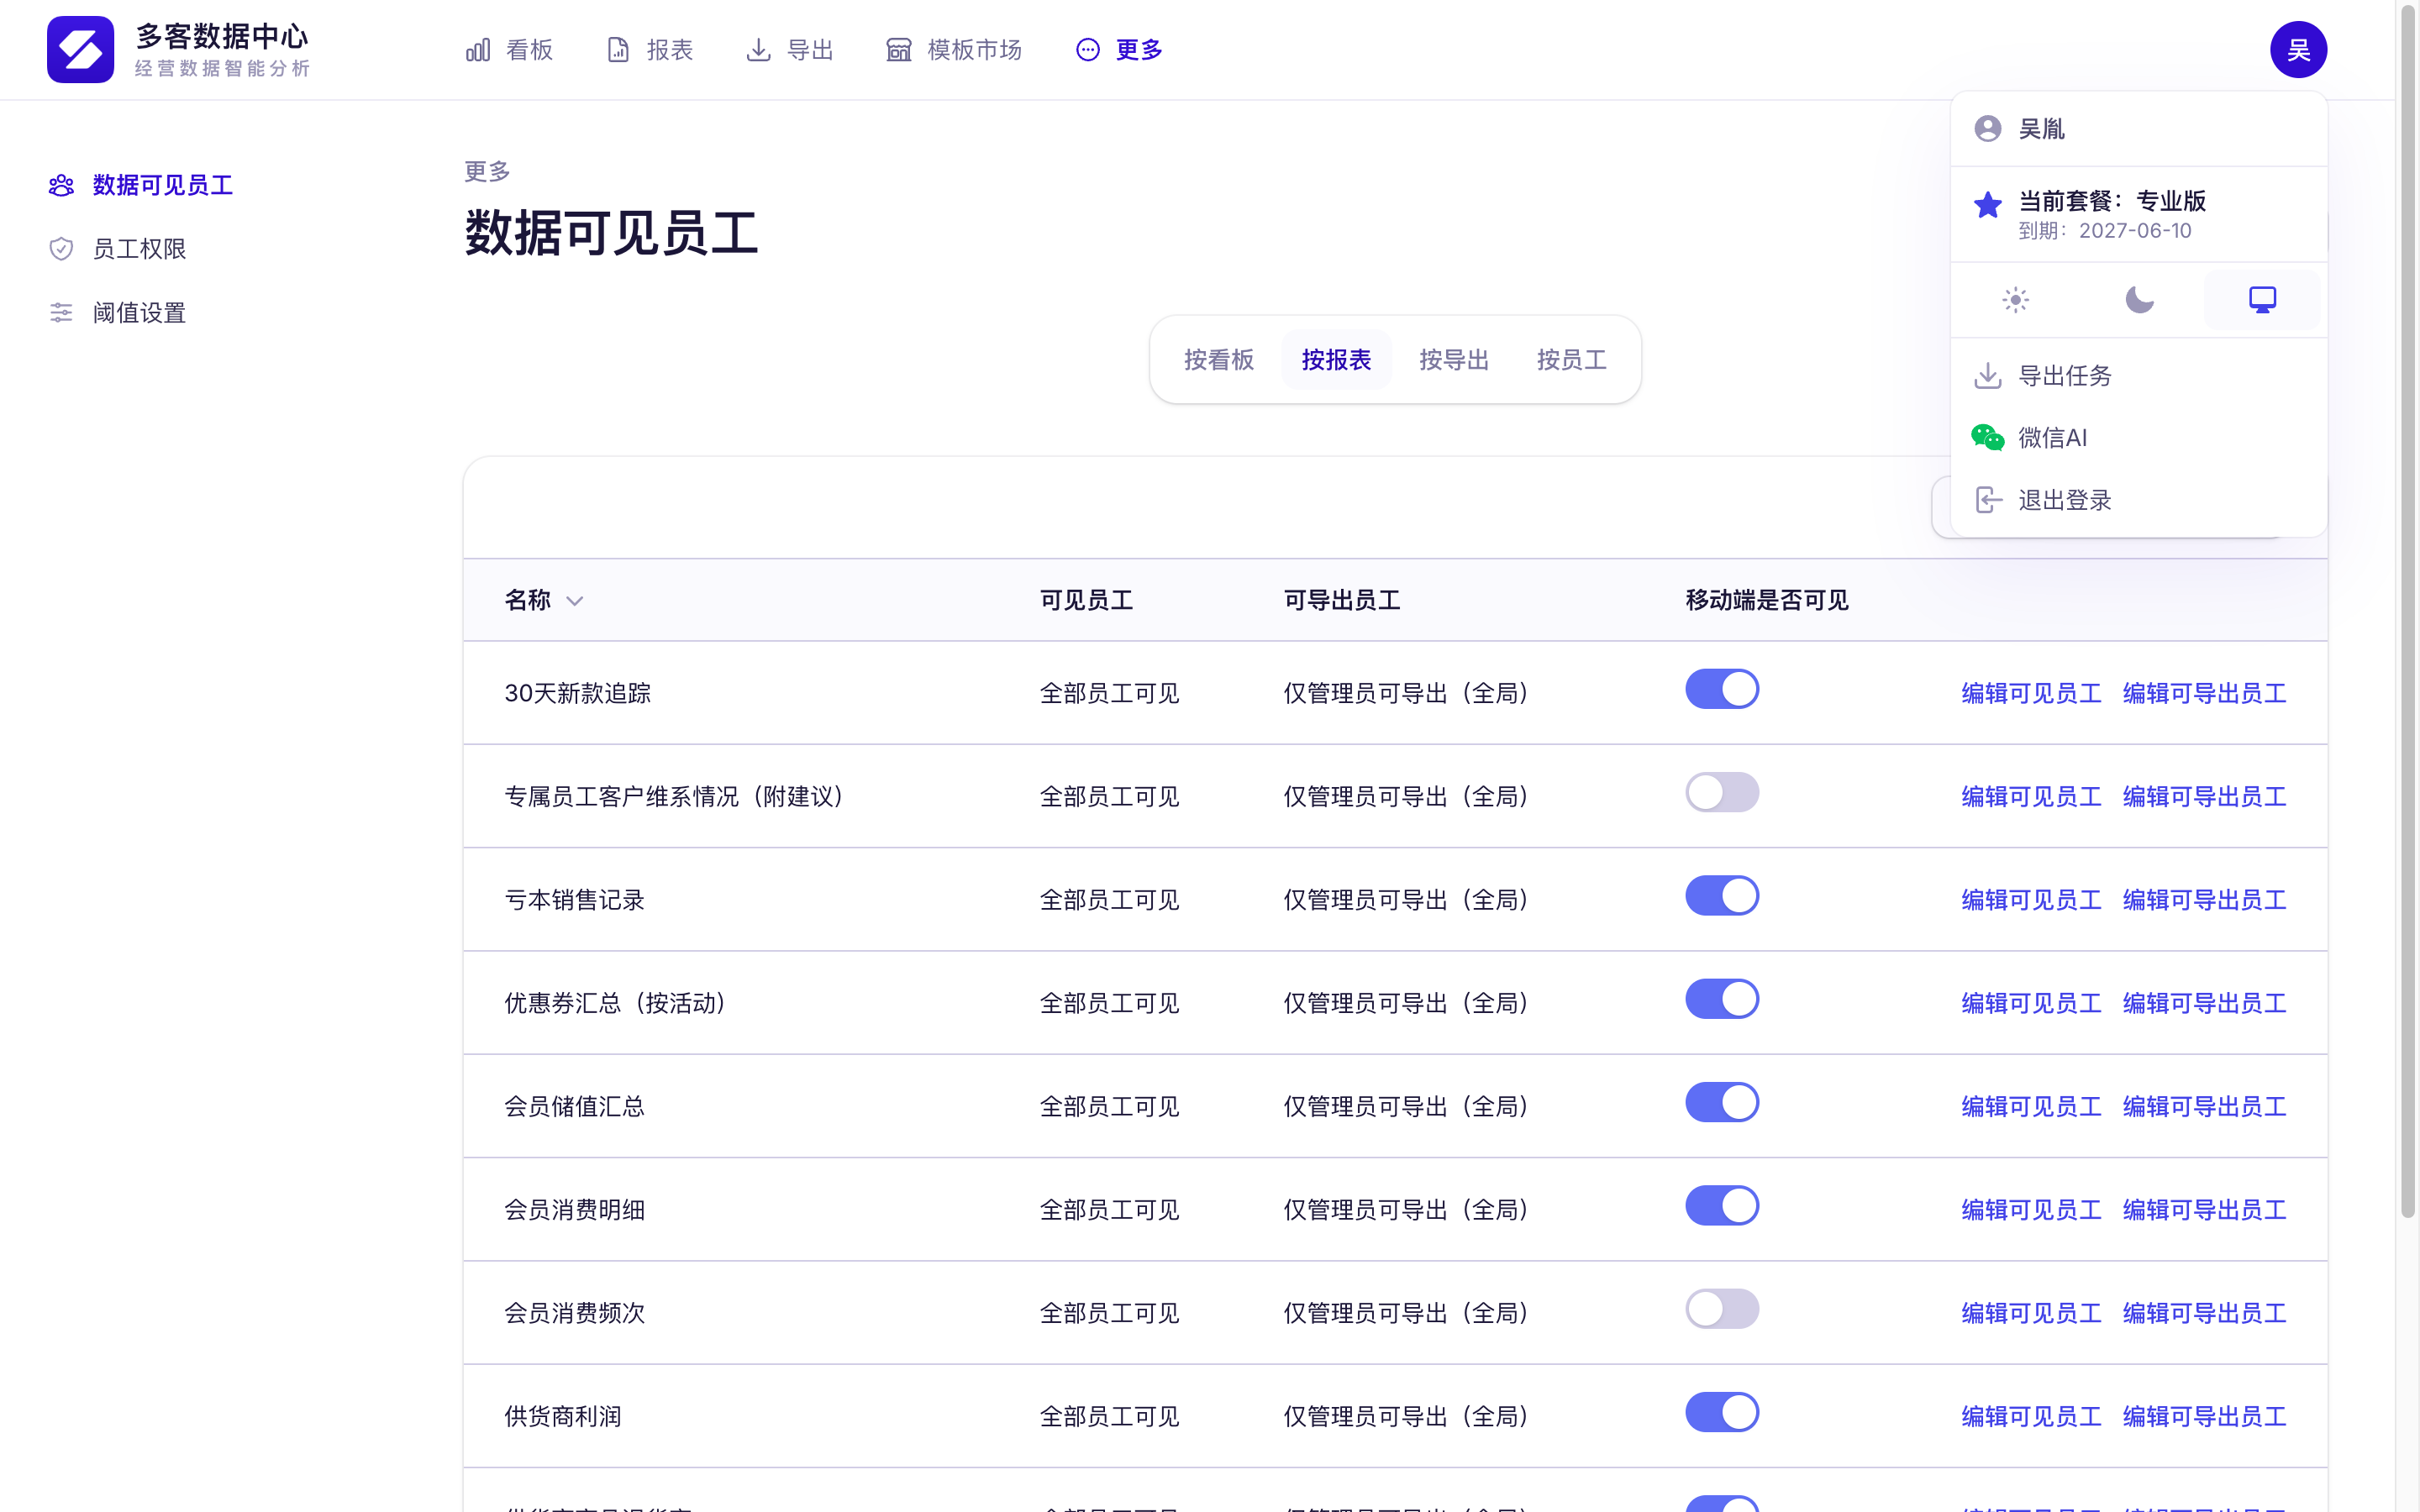 多客数据中心
经营数据智能分析
看板
报表
导出
模板市场
更多
吴
吴胤
当前套餐：专业版
到期：2027-06-10
导出任务
微信AI
退出登录
数据可见员工
员工权限
阈值设置
更多
数据可见员工
按看板 按报表 按导出 按员工
名称 可见员工 可导出员工 移动端是否可见
30天新款追踪 全部员工可见 仅管理员可导出（全局） 编辑可见员工 编辑可导出员工
专属员工客户维系情况（附建议） 全部员工可见 仅管理员可导出（全局） 编辑可见员工 编辑可导出员工
亏本销售记录 全部员工可见 仅管理员可导出（全局） 编辑可见员工 编辑可导出员工
优惠券汇总（按活动） 全部员工可见 仅管理员可导出（全局） 编辑可见员工 编辑可导出员工
会员储值汇总 全部员工可见 仅管理员可导出（全局） 编辑可见员工 编辑可导出员工
会员消费明细 全部员工可见 仅管理员可导出（全局） 编辑可见员工 编辑可导出员工
会员消费频次 全部员工可见 仅管理员可导出（全局） 编辑可见员工 编辑可导出员工
供货商利润 全部员工可见 仅管理员可导出（全局） 编辑可见员工 编辑可导出员工